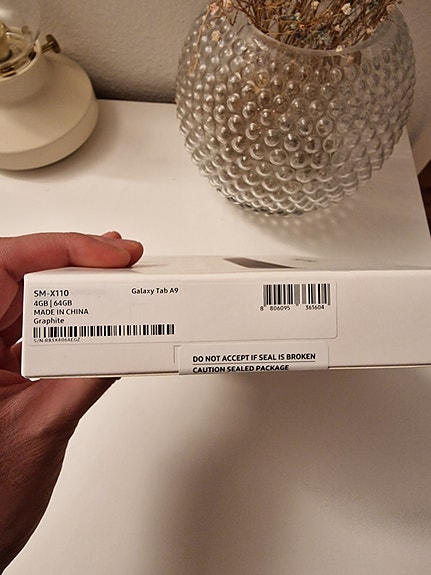 SM-X110
Galaxy Tab A9
4GB | 64GB
MADE IN CHINA
Graphite
8 806095 361604
DO NOT ACCEPT IF SEAL IS BROKEN
CAUTION SEALED PACKAGE